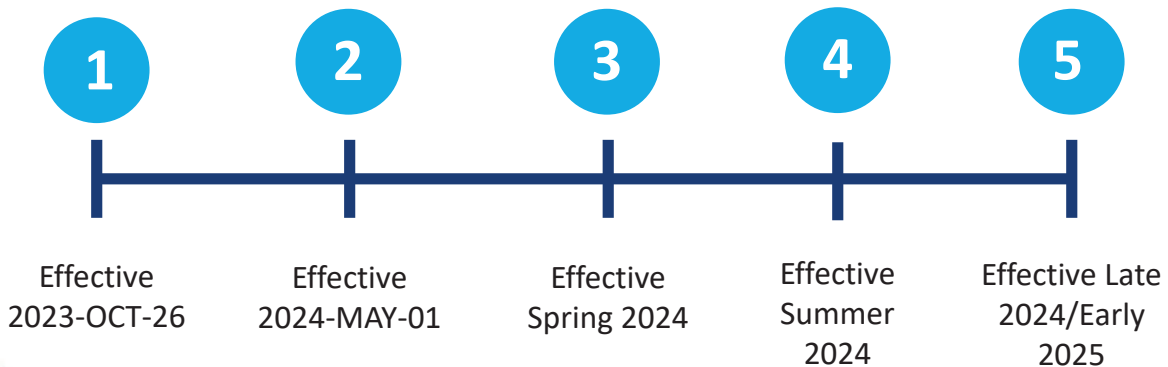 1
2
3
4
5
Effective
2023-OCT-26
Effective
2024-MAY-01
Effective
Spring 2024
Effective
Summer
2024
Effective Late
2024/Early
2025